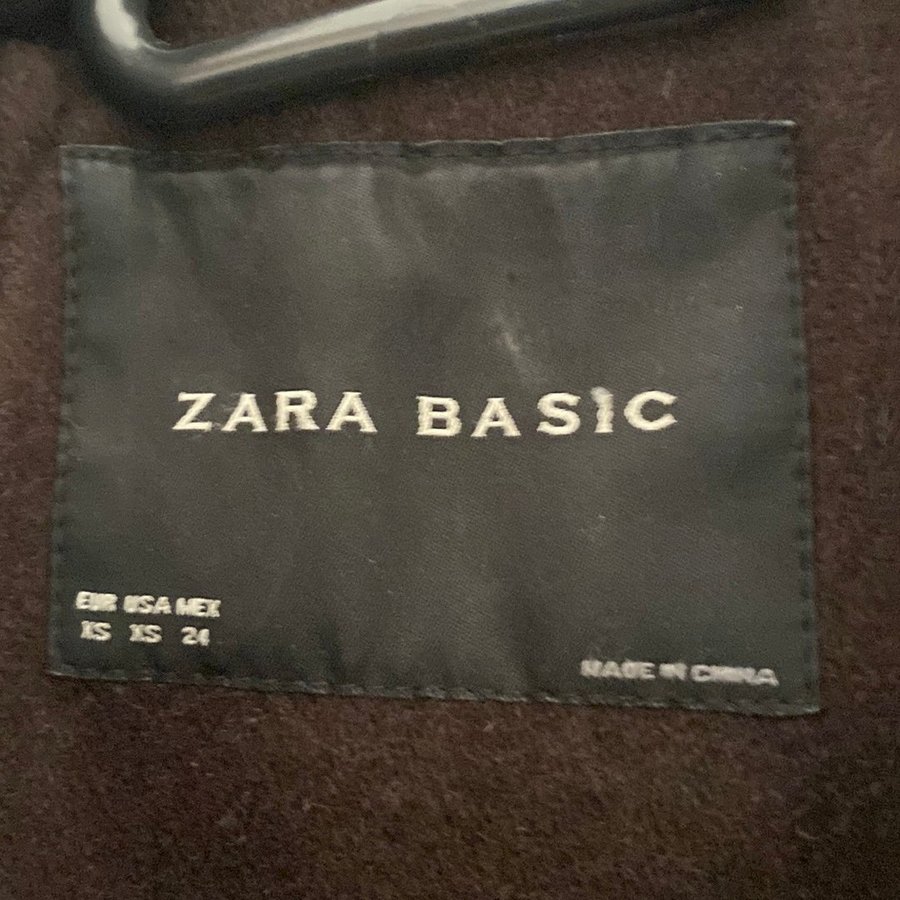 ZARA BASIC
EUR USA MEX
XS XS 24
MADE IN CHINA